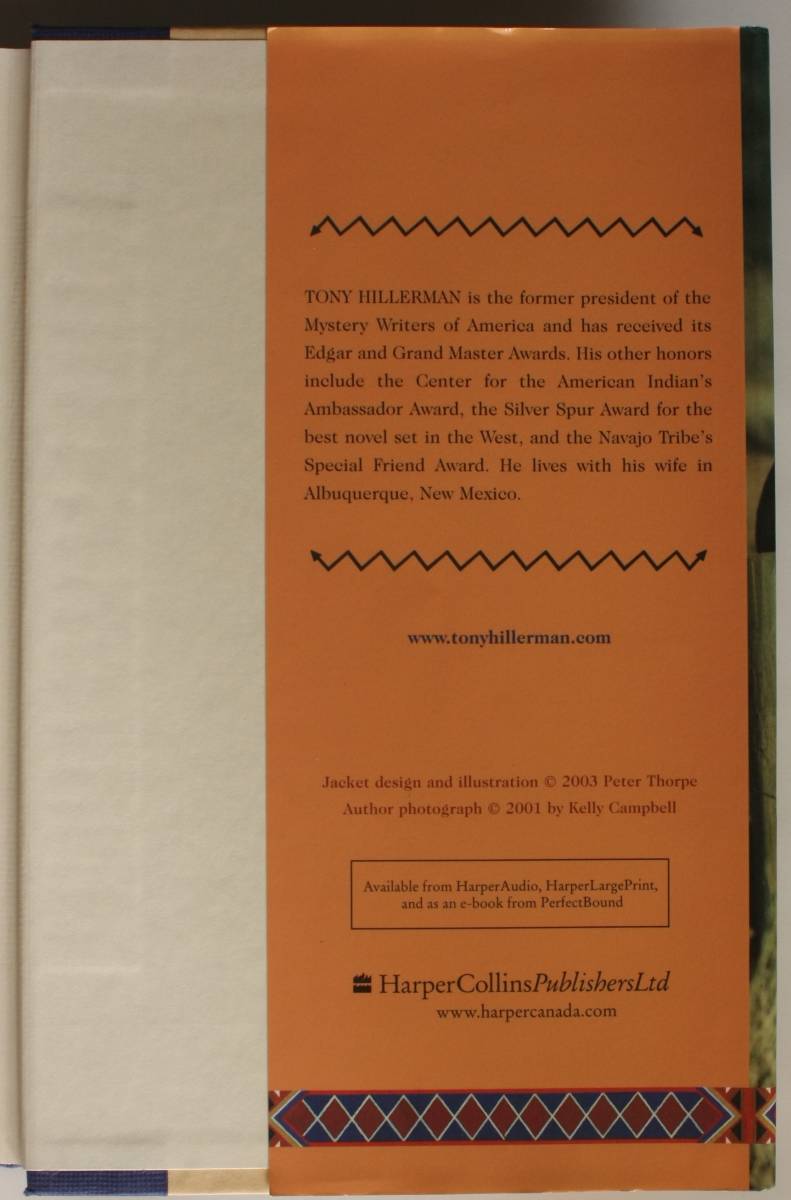 TONY HILLERMAN is the former president of the
Mystery Writers of America and has received its
Edgar and Grand Master Awards. His other honors
include the Center for the American Indian's
Ambassador Award, the Silver Spur Award for the
best novel set in the West, and the Navajo Tribe's
Special Friend Award. He lives with his wife in
Albuquerque, New Mexico.
www.tonyhillerman.com
Jacket design and illustration © 2003 Peter Thorpe
Author photograph © 2001 by Kelly Campbell
Available from HarperAudio, HarperLargePrint,
and as an e-book from PerfectBound
HarperCollinsPublishersLtd
www.harpercanada.com